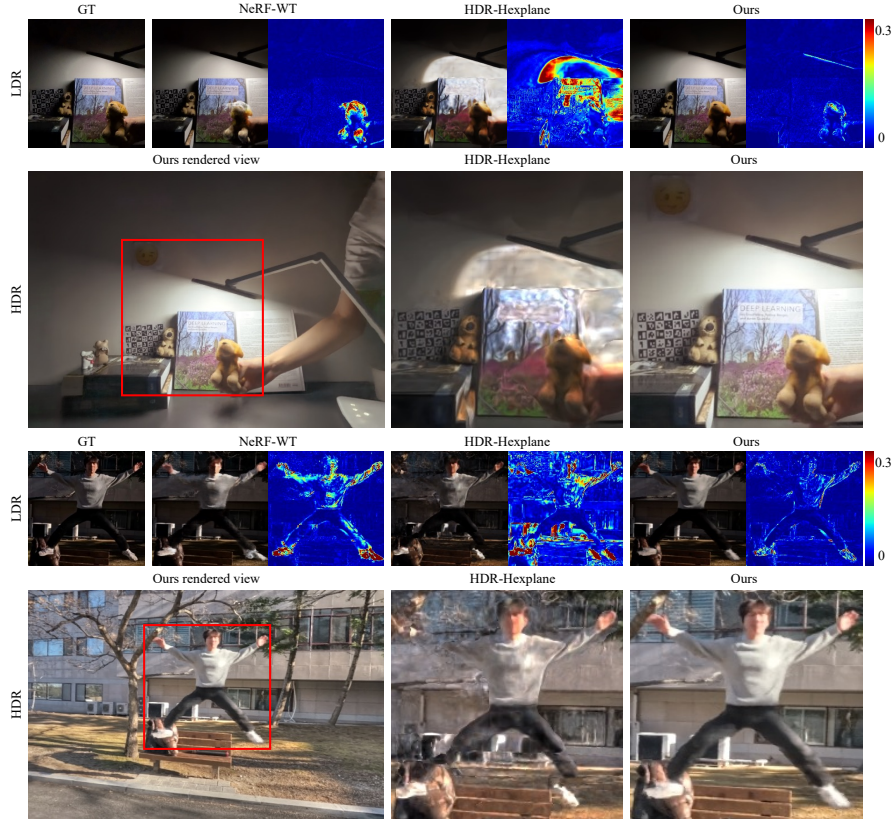 GT NeRF-WT HDR-Hexplane Ours
LDR
0.3
0
Ours rendered view HDR-Hexplane Ours
HDR
DEEP LEARNING
GT NeRF-WT HDR-Hexplane Ours
LDR
0.3
0
Ours rendered view HDR-Hexplane Ours
HDR